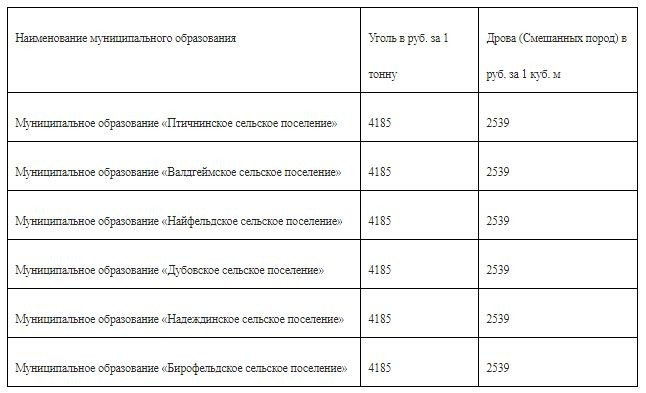 Наименование муниципального образования
Уголь в руб. за 1
тонну
Дрова (Смешанных пород) в
руб. за 1 куб. м
Муниципальное образование «Птичнинское сельское поселение»
4185
2539
Муниципальное образование «Валдгеймское сельское поселение»
4185
2539
Муниципальное образование «Найфельдское сельское поселение»
4185
2539
Муниципальное образование «Дубовское сельское поселение»
4185
2539
Муниципальное образование «Надеждинское сельское поселение»
4185
2539
Муниципальное образование «Бирофельдское сельское поселение»
4185
2539